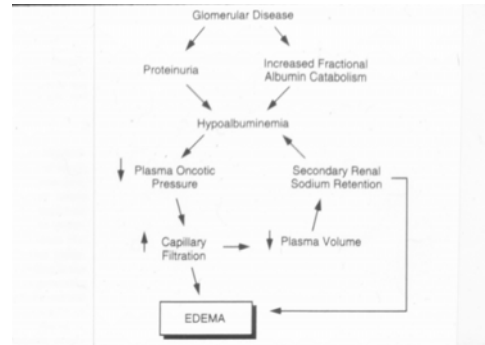 Glomerular Disease
Proteinuria
Increased Fractional
Albumin Catabolism
Hypoalbuminemia
Plasma Oncotic
Pressure
Secondary Renal
Sodium Retention
Capillary
Filtration
Plasma Volume
EDEMA